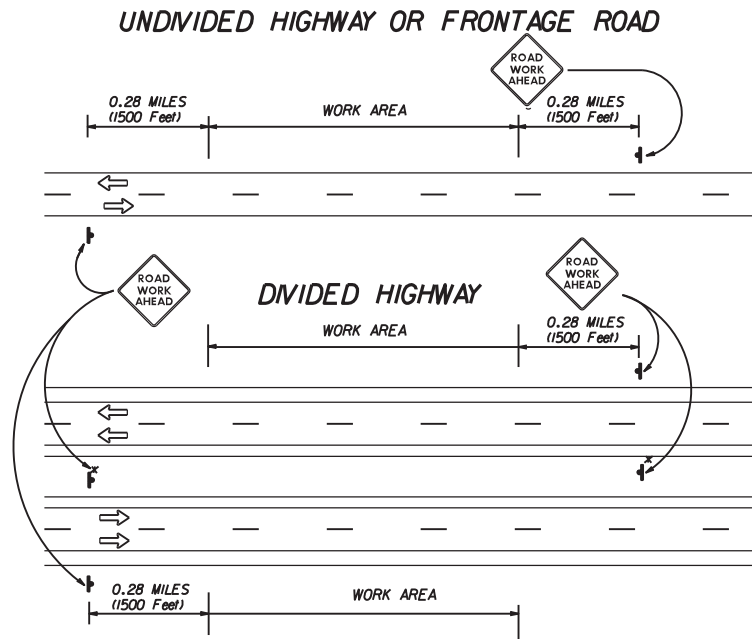 UNDIVIDED HIGHWAY OR FRONTAGE ROAD
ROAD
WORK
AHEAD
0.28 MILES
(1500 Feet)
WORK AREA
0.28 MILES
(1500 Feet)
ROAD
WORK
AHEAD
DIVIDED HIGHWAY
ROAD
WORK
AHEAD
WORK AREA
0.28 MILES
(1500 Feet)
x
x
0.28 MILES
(1500 Feet)
WORK AREA